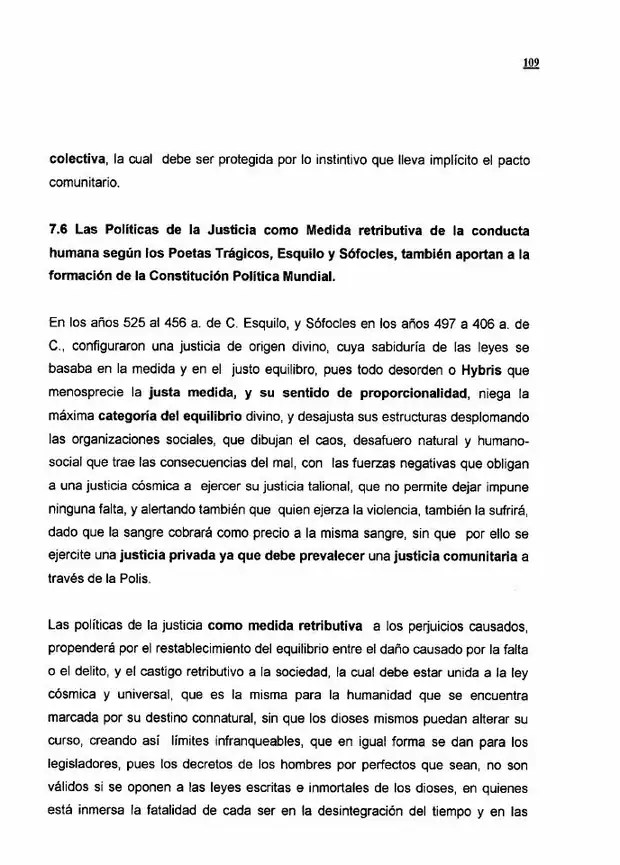 109
colectiva, la cual debe ser protegida por lo instintivo que lleva implícito el pacto
comunitario.
7.6 Las Políticas de la Justicia como Medida retributiva de la conducta
humana según los Poetas Trágicos, Esquilo y Sófocles, también aportan a la
formación de la Constitución Política Mundial.
En los años 525 al 456 a. de C. Esquilo, y Sófocles en los años 497 a 406 a. de
C., configuraron una justicia de origen divino, cuya sabiduría de las leyes se
basaba en la medida y en el justo equilibro, pues todo desorden o Hybris que
menosprecie la justa medida, y su sentido de proporcionalidad, niega la
máxima categoría del equilibrio divino, y desajusta sus estructuras desplomando
las organizaciones sociales, que dibujan el caos, desafuero natural y humano-
social que trae las consecuencias del mal, con las fuerzas negativas que obligan
a una justicia cósmica a ejercer su justicia talional, que no permite dejar impune
ninguna falta, y alertando también que quien ejerza la violencia, también la sufrirá,
dado que la sangre cobrará como precio a la misma sangre, sin que por ello se
ejercite una justicia privada ya que debe prevalecer una justicia comunitaria a
través de la Polis.
Las políticas de la justicia como medida retributiva a los perjuicios causados,
propenderá por el restablecimiento del equilibrio entre el daño causado por la falta
o el delito, y el castigo retributivo a la sociedad, la cual debe estar unida a la ley
cósmica y universal, que es la misma para la humanidad que se encuentra
marcada por su destino connatural, sin que los dioses mismos puedan alterar su
curso, creando así límites infranqueables, que en igual forma se dan para los
legisladores, pues los decretos de los hombres por perfectos que sean, no son
válidos si se oponen a las leyes escritas e inmortales de los dioses, en quienes
está inmersa la fatalidad de cada ser en la desintegración del tiempo y en las